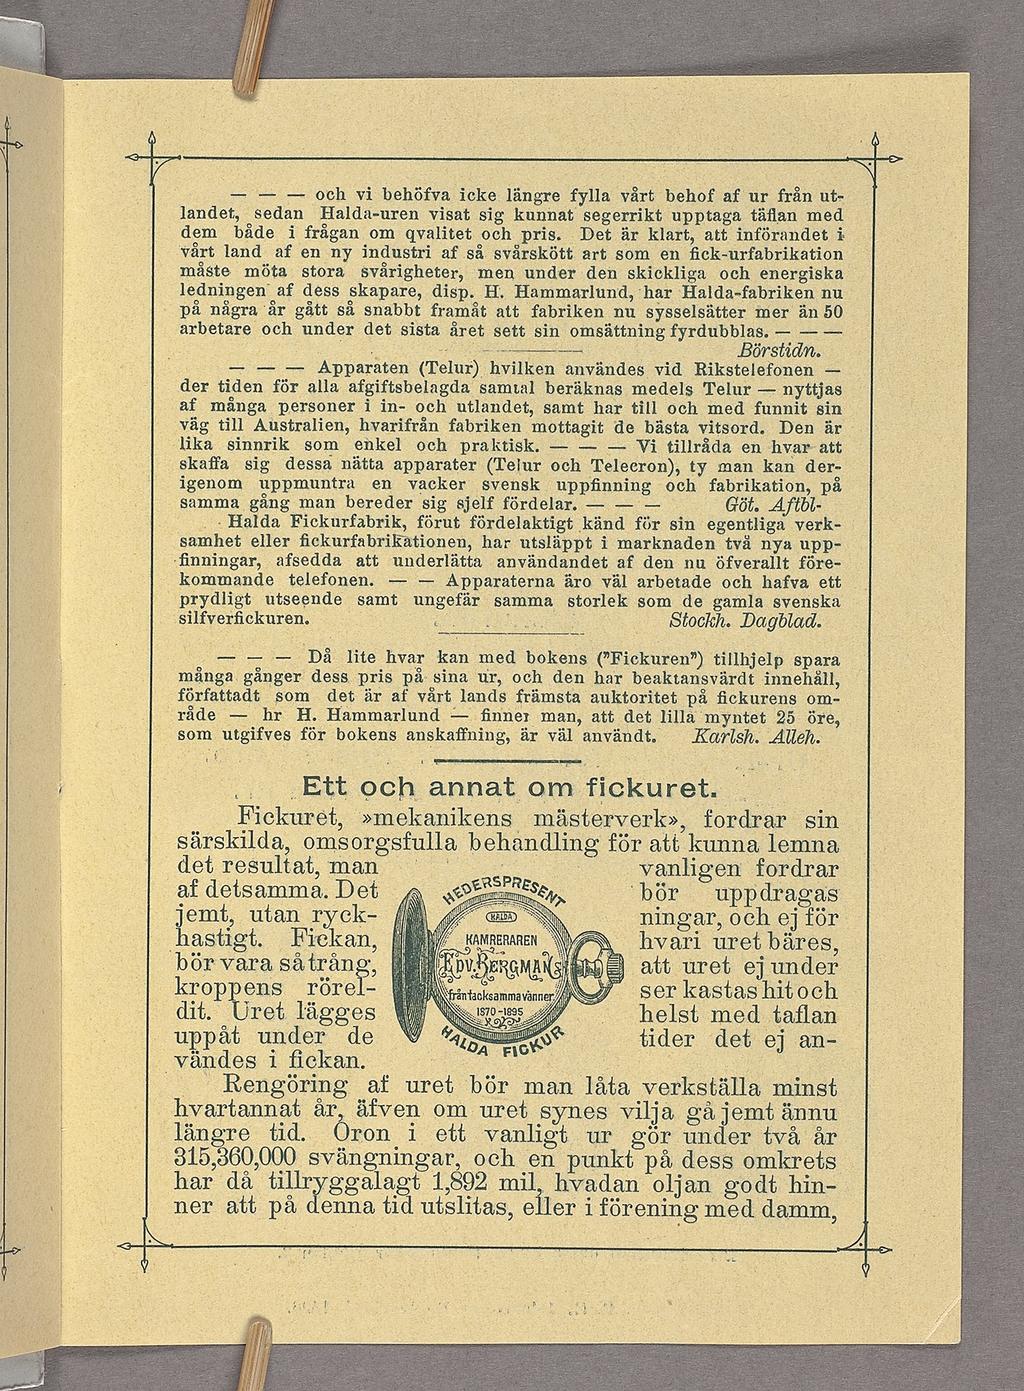 — — — och vi behöfva icke längre fylla vårt behof af ur från ut-
landet, sedan Halda-uren visat sig kunnat segerrikt upptaga täflan med
dem både i frågan om qvalitet och pris. Det är klart, att införandet i
vårt land af en ny industri af så svårskött art som en fick-urfabrikation
måste möta stora svårigheter, men under den skickliga och energiska
ledningen af dess skapare, disp. H. Hammarlund, har Halda-fabriken nu
på några år gått så snabbt framåt att fabriken nu sysselsätter mer än 50
arbetare och under det sista året sett sin omsättning fyrdubblas. — — —
Börstidn.
— — — Apparaten (Telur) hvilken användes vid Rikstelefonen —
der tiden för alla afgiftsbelagda samtal beräknas medels Telur — nyttjas
af många personer i in- och utlandet, samt har till och med funnit sin
väg till Australien, hvarifrån fabriken mottagit de bästa vitsord. Den är
lika sinnrik som enkel och praktisk. — — — Vi tillråda en hvar att
skaffa sig dessa nätta apparater (Telur och Telecron), ty man kan der-
igenom uppmuntra en vacker svensk uppfinning och fabrikation, på
samma gång man bereder sig sjelf fördelar. — — — Göt. Aftbl-
Halda Fickurfabrik, förut fördelaktigt känd för sin egentliga verk-
samhet eller fickurfabrikationen, har utsläppt i marknaden två nya upp-
finningar, afsedda att underlätta användandet af den nu öfverallt före-
kommande telefonen. — — Apparaterna äro väl arbetade och hafva ett
prydligt utseende samt ungefär samma storlek som de gamla svenska
silfverfickuren. Stockh. Dagblad.
— — — Då lite hvar kan med bokens ("Fickuren") tillhjelp spara
många gånger dess pris på sina ur, och den har beaktansvärdt innehåll,
författadt som det är af vårt lands främsta auktoritet på fickurens om-
råde — hr H. Hammarlund — finner man, att det lilla myntet 25 öre,
som utgifves för bokens anskaffning, är väl användt. Karlsh. Alleh.
Ett och annat om fickuret.
Fickuret, »mekanikens mästerverk», fordrar sin
särskilda, omsorgsfulla behandling för att kunna lemna
det resultat, man vanligen fordrar
af detsamma. Det bör uppdragas
jemt, utan ryck- ningar, och ej för
hastigt. Fickan, hvari uret bäres,
bör vara så trång, att uret ej under
kroppens rörel- ser kastas hit och
dit. Uret lägges helst med taflan
uppåt under de tider det ej an-
vändes i fickan.
HEDERSPRESENT
HALDA
KAMRERAREN
EDV. BERGMAN
från tacksamma vänner
1870-1895
HALDA FICKUR
Rengöring af uret bör man låta verkställa minst
hvartannat år, äfven om uret synes vilja gå jemt ännu
längre tid. Oron i ett vanligt ur gör under två år
315,360,000 svängningar, och en punkt på dess omkrets
har då tillryggalagt 1,892 mil, hvadan oljan godt hin-
ner att på denna tid utslitas, eller i förening med damm,